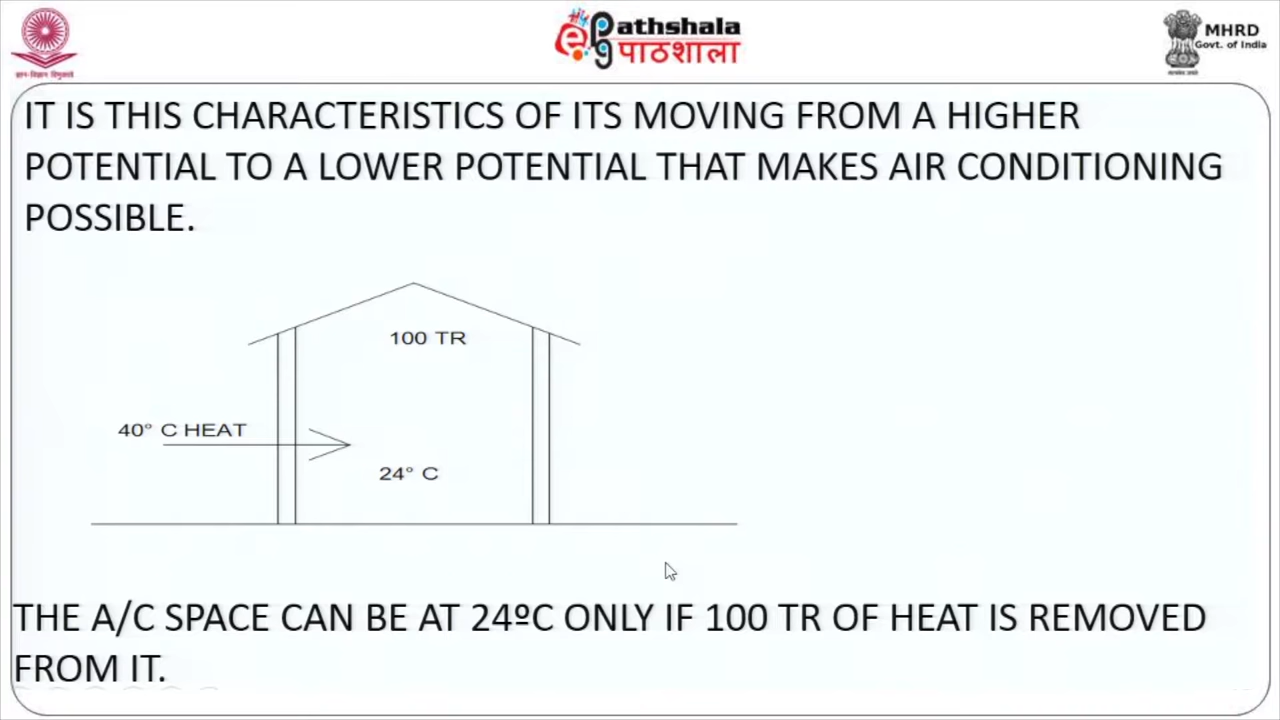 Pathshala
पाठशाला
MHRD
Govt. of India
IT IS THIS CHARACTERISTICS OF ITS MOVING FROM A HIGHER
POTENTIAL TO A LOWER POTENTIAL THAT MAKES AIR CONDITIONING
POSSIBLE.
100 TR
40° C HEAT
24° C
THE A/C SPACE CAN BE AT 24ºC ONLY IF 100 TR OF HEAT IS REMOVED
FROM IT.